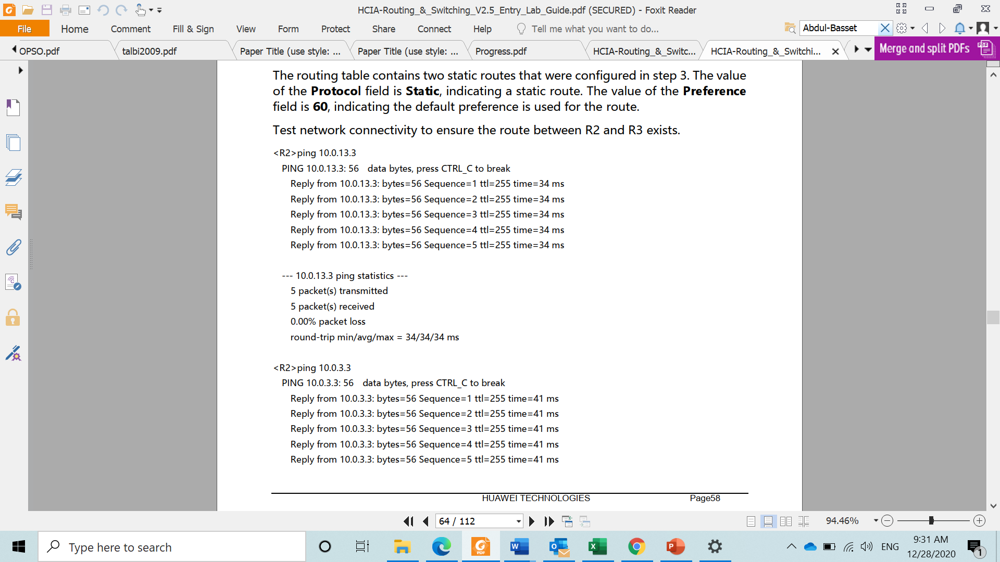 HCIA-Routing_&_Switching_V2.5_Entry_Lab_Guide.pdf (SECURED) - Foxit Reader
File Home Comment Fill & Sign View Form Protect Share Connect Help Tell me what you want to do... Abdul-Basset
OPSO.pdf talbi2009.pdf Paper Title (use style: ... Paper Title (use style: ... Progress.pdf HCIA-Routing_&_Switc... HCIA-Routing_&_Switchi... Merge and split PDFs
The routing table contains two static routes that were configured in step 3. The value
of the Protocol field is Static, indicating a static route. The value of the Preference
field is 60, indicating the default preference is used for the route.
Test network connectivity to ensure the route between R2 and R3 exists.
<R2>ping 10.0.13.3
PING 10.0.13.3: 56 data bytes, press CTRL_C to break
Reply from 10.0.13.3: bytes=56 Sequence=1 ttl=255 time=34 ms
Reply from 10.0.13.3: bytes=56 Sequence=2 ttl=255 time=34 ms
Reply from 10.0.13.3: bytes=56 Sequence=3 ttl=255 time=34 ms
Reply from 10.0.13.3: bytes=56 Sequence=4 ttl=255 time=34 ms
Reply from 10.0.13.3: bytes=56 Sequence=5 ttl=255 time=34 ms
--- 10.0.13.3 ping statistics ---
5 packet(s) transmitted
5 packet(s) received
0.00% packet loss
round-trip min/avg/max = 34/34/34 ms
<R2>ping 10.0.3.3
PING 10.0.3.3: 56 data bytes, press CTRL_C to break
Reply from 10.0.3.3: bytes=56 Sequence=1 ttl=255 time=41 ms
Reply from 10.0.3.3: bytes=56 Sequence=2 ttl=255 time=41 ms
Reply from 10.0.3.3: bytes=56 Sequence=3 ttl=255 time=41 ms
Reply from 10.0.3.3: bytes=56 Sequence=4 ttl=255 time=41 ms
Reply from 10.0.3.3: bytes=56 Sequence=5 ttl=255 time=41 ms
HUAWEI TECHNOLOGIES Page58
64 / 112 94.46%
Type here to search ENG 9:31 AM
12/28/2020 1